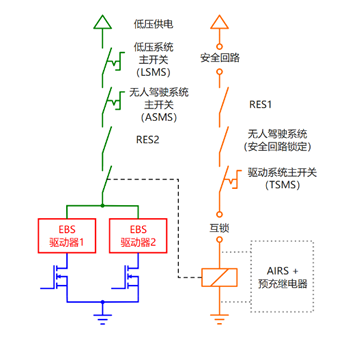 低压供电
低压系统
主开关
(LSMS)
无人驾驶系统
主开关
(ASMS)
RES2
EBS
驱动器1
EBS
驱动器2
安全回路
RES1
无人驾驶系统
(安全回路锁定)
驱动系统主开关
(TSMS)
互锁
AIRS +
预充继电器